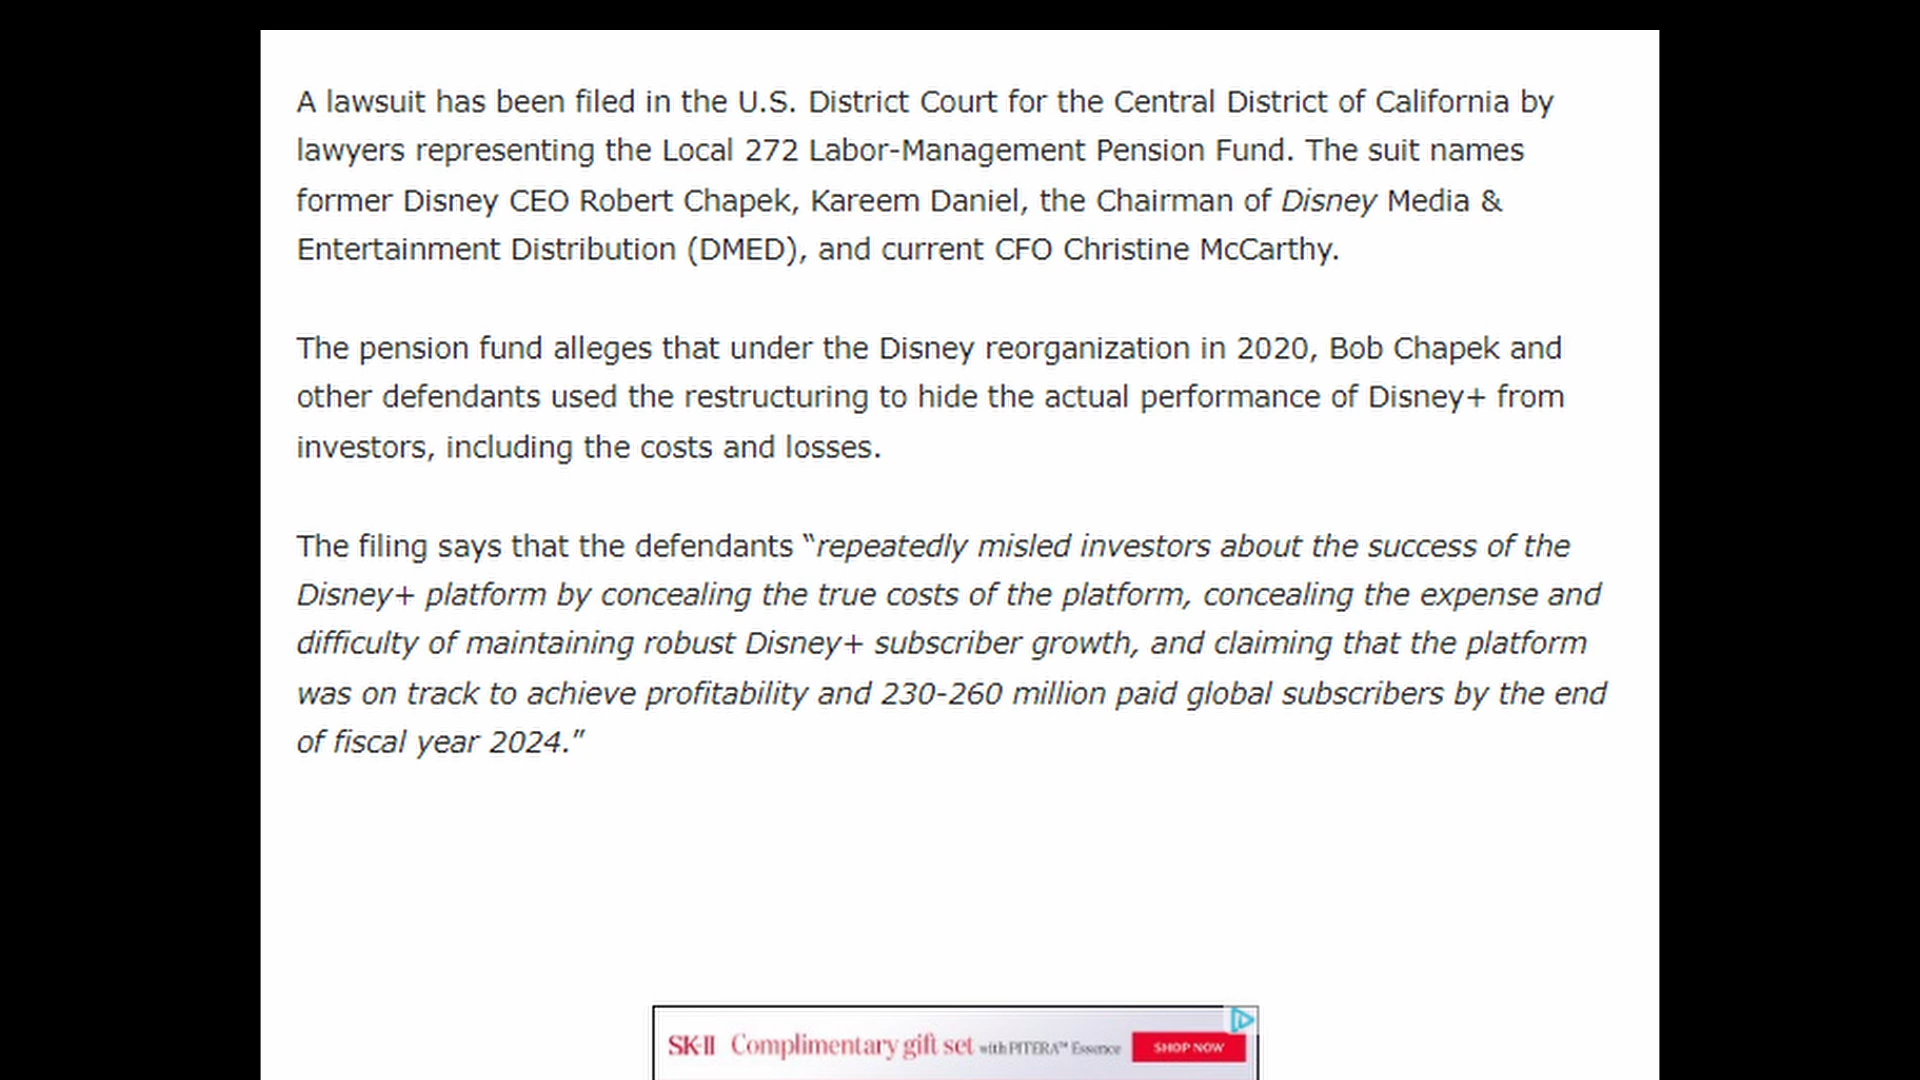 A lawsuit has been filed in the U.S. District Court for the Central District of California by
lawyers representing the Local 272 Labor-Management Pension Fund. The suit names
former Disney CEO Robert Chapek, Kareem Daniel, the Chairman of Disney Media &
Entertainment Distribution (DMED), and current CFO Christine McCarthy.
The pension fund alleges that under the Disney reorganization in 2020, Bob Chapek and
other defendants used the restructuring to hide the actual performance of Disney+ from
investors, including the costs and losses.
The filing says that the defendants “repeatedly misled investors about the success of the
Disney+ platform by concealing the true costs of the platform, concealing the expense and
difficulty of maintaining robust Disney+ subscriber growth, and claiming that the platform
was on track to achieve profitability and 230-260 million paid global subscribers by the end
of fiscal year 2024.”
SK-II Complimentary gift set with PITERA™ Essence SHOP NOW